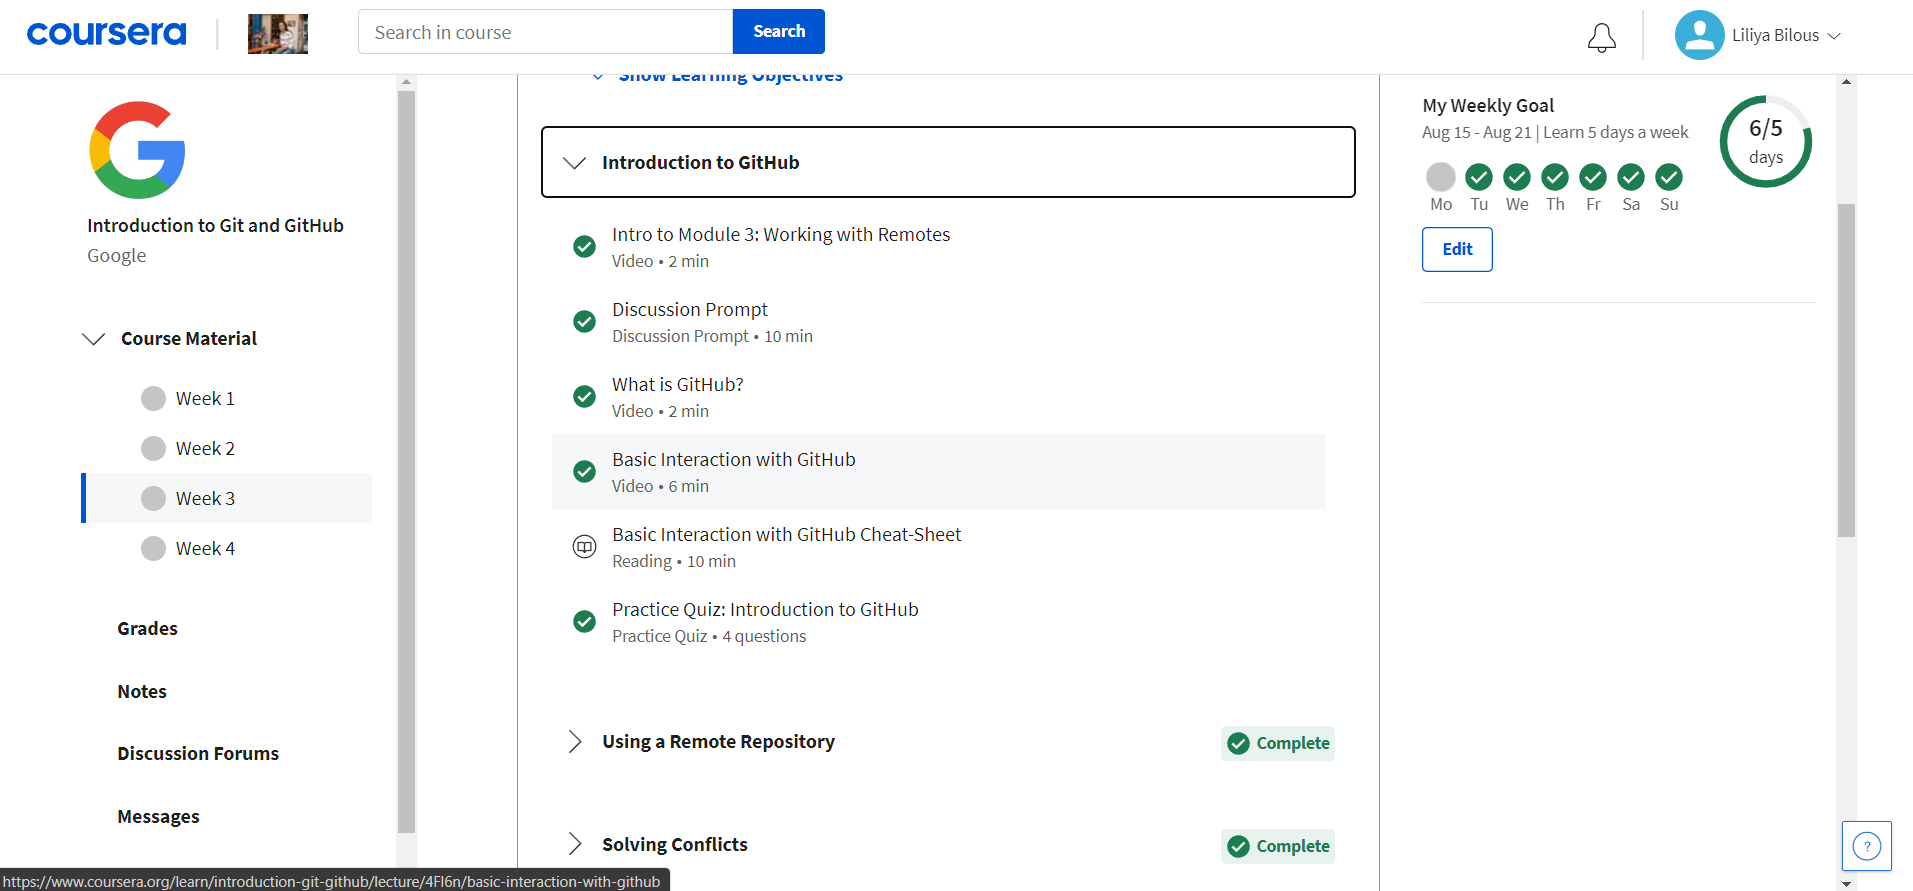 coursera
Search in course
Search
Liliya Bilous
Introduction to Git and GitHub
Google
Course Material
Week 1
Week 2
Week 3
Week 4
Grades
Notes
Discussion Forums
Messages
Show Learning Objectives
Introduction to GitHub
Intro to Module 3: Working with Remotes
Video • 2 min
Discussion Prompt
Discussion Prompt • 10 min
What is GitHub?
Video • 2 min
Basic Interaction with GitHub
Video • 6 min
Basic Interaction with GitHub Cheat-Sheet
Reading • 10 min
Practice Quiz: Introduction to GitHub
Practice Quiz • 4 questions
Using a Remote Repository
Complete
Solving Conflicts
Complete
My Weekly Goal
Aug 15 - Aug 21 | Learn 5 days a week
6/5
days
Mo Tu We Th Fr Sa Su
Edit
?
https://www.coursera.org/learn/introduction-git-github/lecture/4Fl6n/basic-interaction-with-github